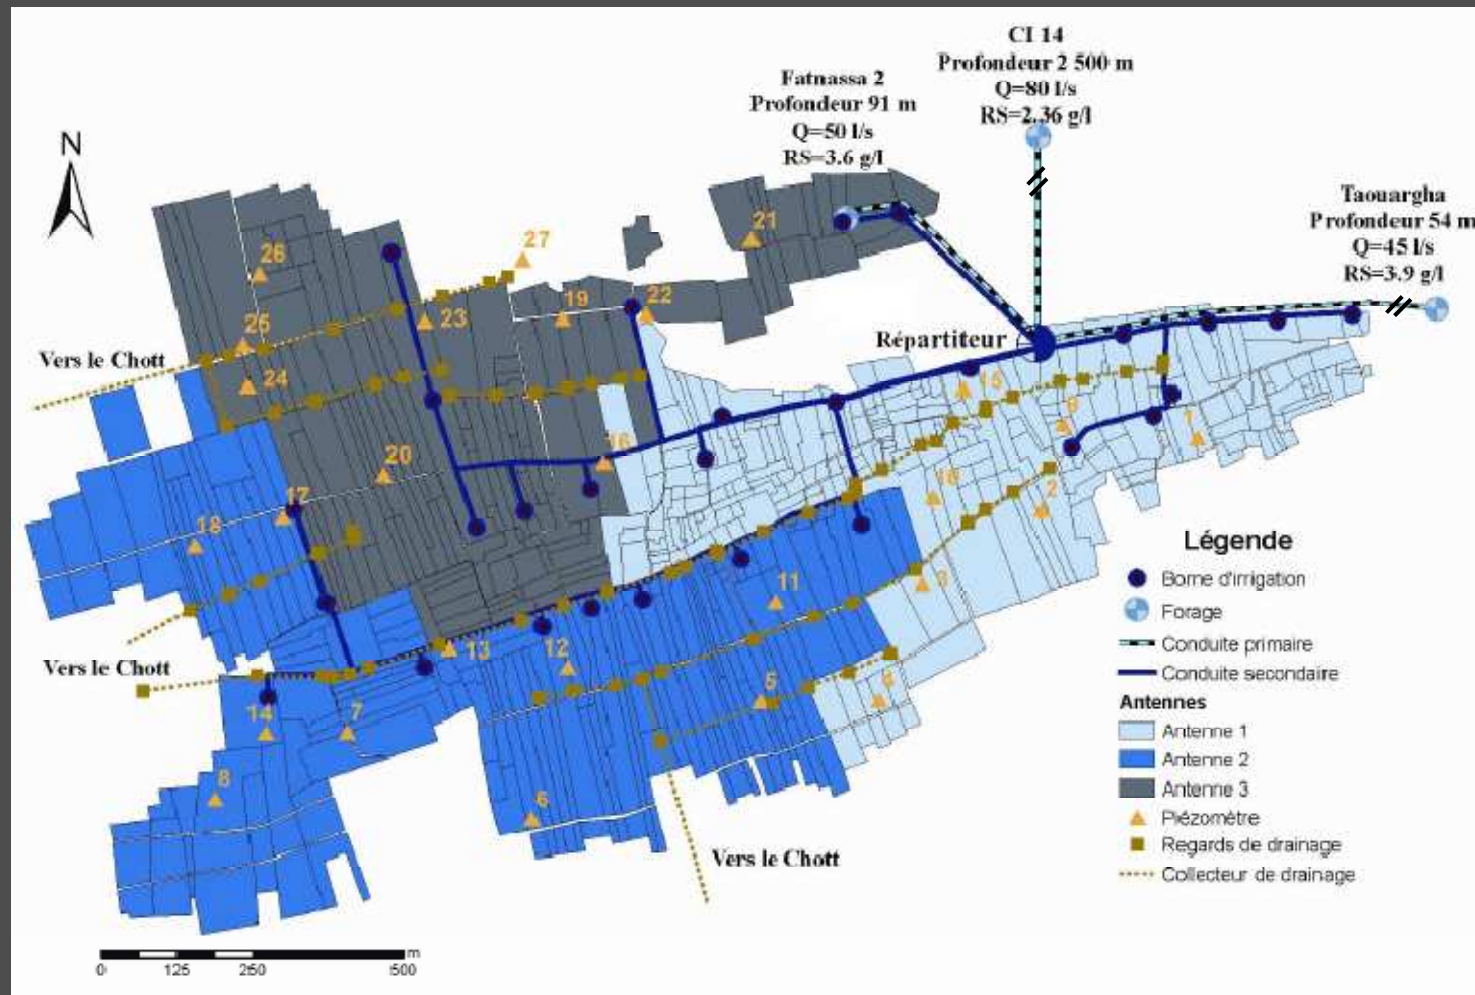 CI 14
Profondeur 2 500 m
Q=80 l/s
RS=2.36 g/l
Fatnassa 2
Profondeur 91 m
Q=50 l/s
RS=3.6 g/l
Taouargha
Profondeur 54 m
Q=45 l/s
RS=3.9 g/l
N
21
27
26
22
19
23
25
Répartiteur
Vers le Chott
24
15
9
1
16
20
17
10
2
18
11
3
13
12
Vers le Chott
5
4
14
7
8
6
Vers le Chott
Légende
Borne d'irrigation
Forage
Conduite primaire
Conduite secondaire
Antennes
Antenne 1
Antenne 2
Antenne 3
Piézomètre
Regards de drainage
Collecteur de drainage
m
0 125 250 500